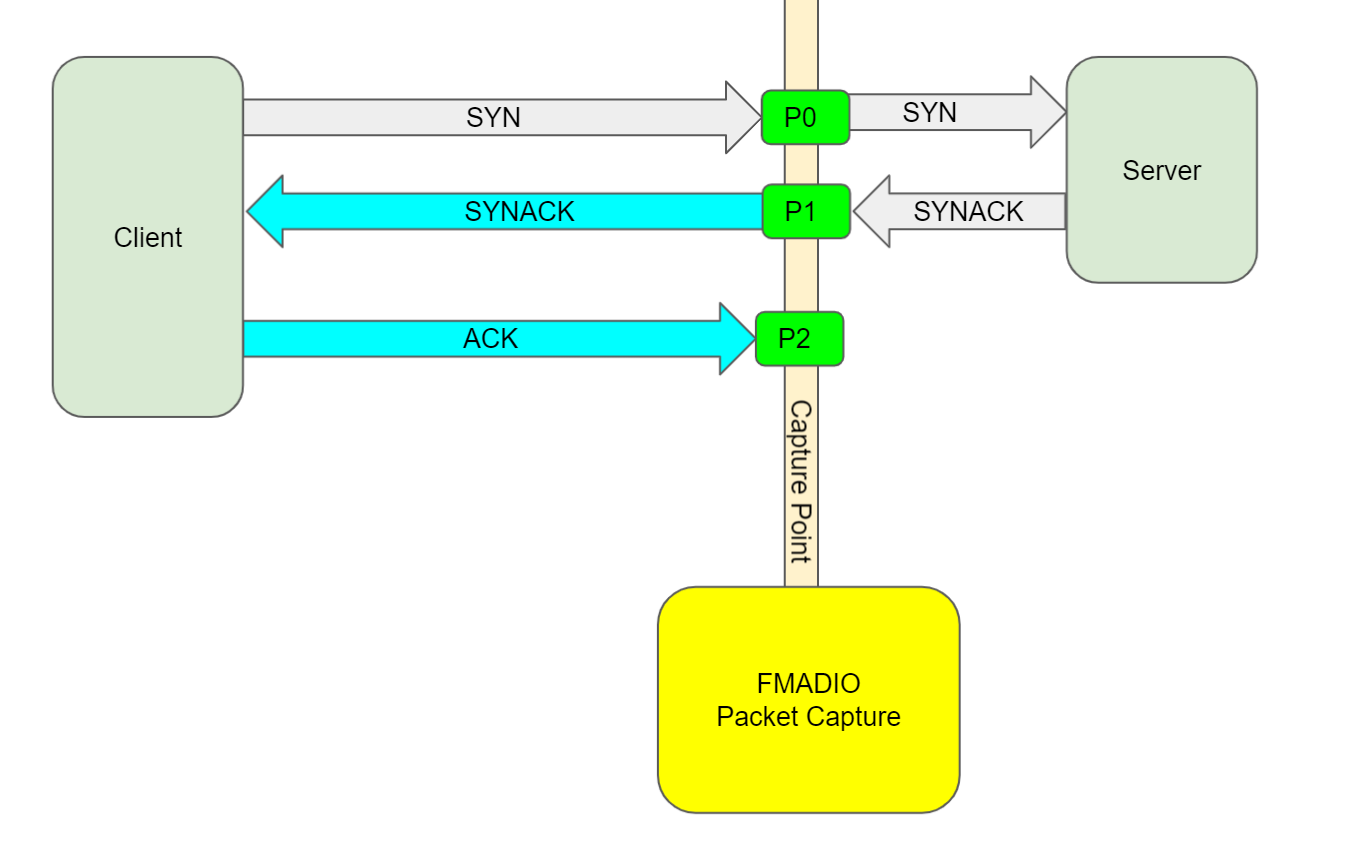 SYN
P0
SYN
Server
SYNACK
P1
SYNACK
Client
ACK
P2
Capture Point
FMADIO
Packet Capture